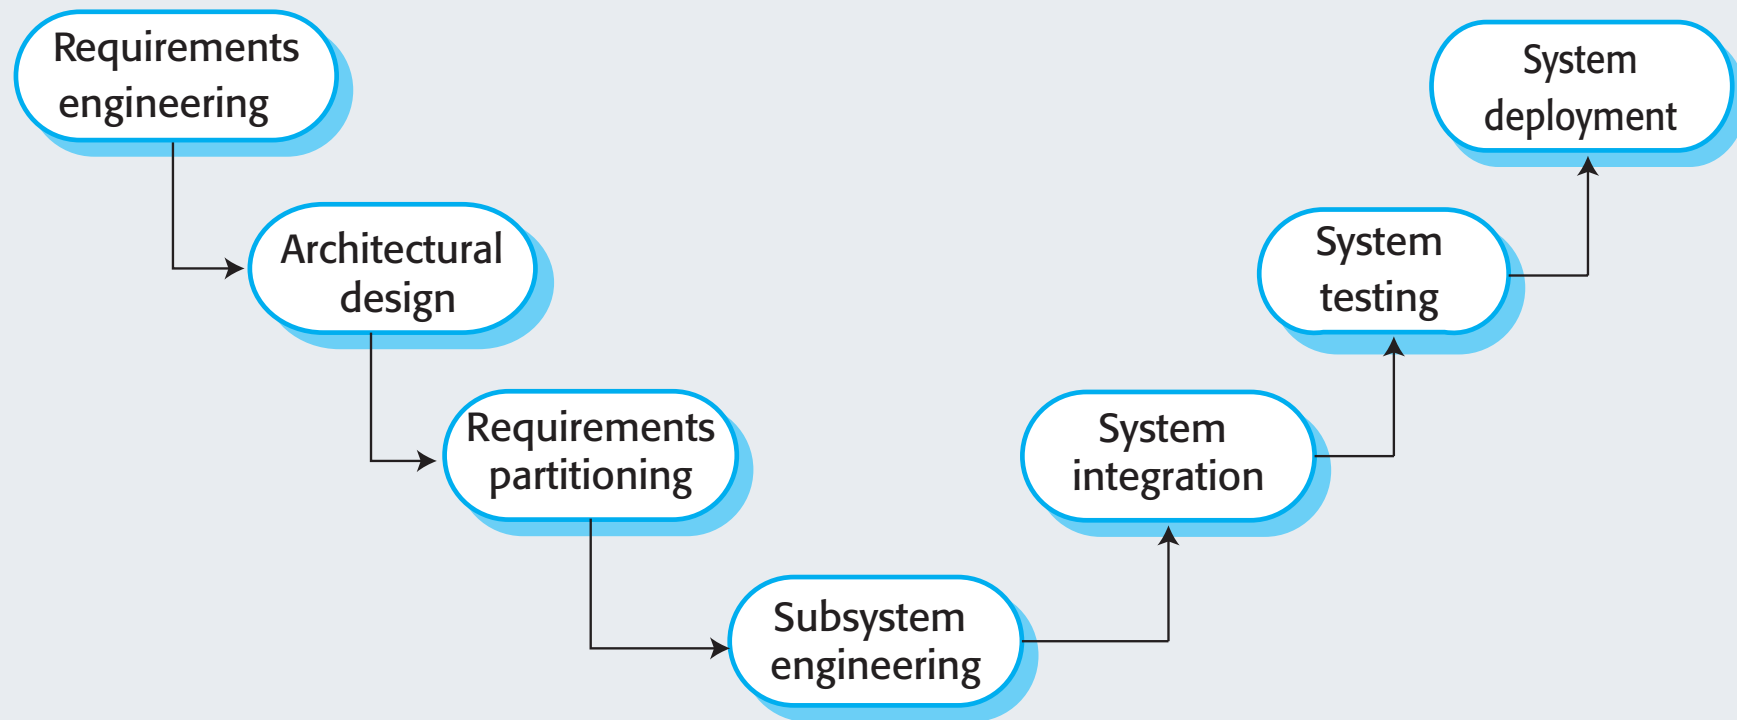 Requirements
engineering
Architectural
design
Requirements
partitioning
Subsystem
engineering
System
integration
System
testing
System
deployment